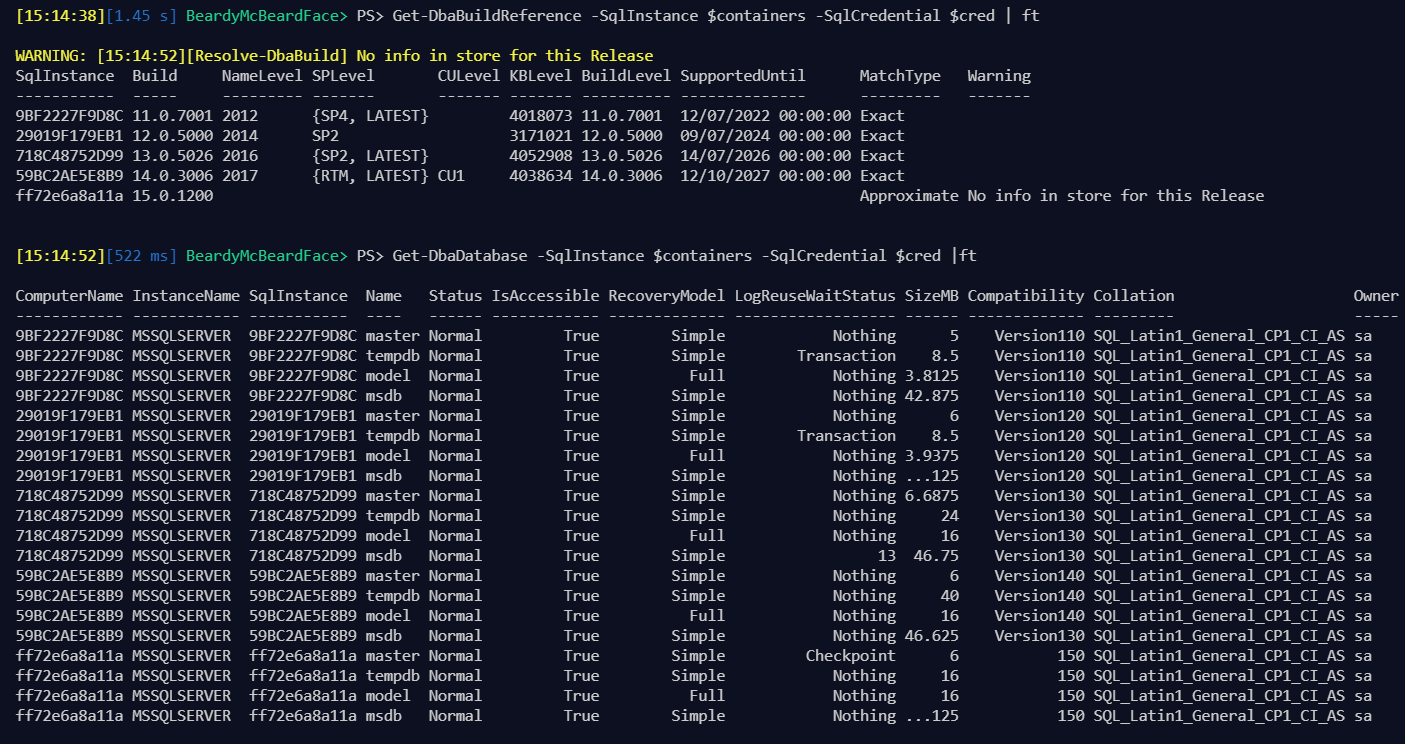 [15:14:38][1.45 s] BeardyMcBeardFace> PS> Get-DbaBuildReference -SqlInstance $containers -SqlCredential $cred | ft
WARNING: [15:14:52][Resolve-DbaBuild] No info in store for this Release
SqlInstance  Build     NameLevel SPLevel       CULevel KBLevel BuildLevel SupportedUntil      MatchType   Warning
-----------  -----     --------- -------       ------- ------- ---------- --------------      ---------   -------
9BF2227F9D8C 11.0.7001 2012      {SP4, LATEST}         4018073 11.0.7001  12/07/2022 00:00:00 Exact
29019F179EB1 12.0.5000 2014      SP2                   3171021 12.0.5000  09/07/2024 00:00:00 Exact
718C48752D99 13.0.5026 2016      {SP2, LATEST}         4052908 13.0.5026  14/07/2026 00:00:00 Exact
59BC2AE5E8B9 14.0.3006 2017      {RTM, LATEST} CU1     4038634 14.0.3006  12/10/2027 00:00:00 Exact
ff72e6a8a11a 15.0.1200                                                                        Approximate No info in store for this Release
[15:14:52][522 ms] BeardyMcBeardFace> PS> Get-DbaDatabase -SqlInstance $containers -SqlCredential $cred |ft
ComputerName InstanceName SqlInstance  Name   Status IsAccessible RecoveryModel LogReuseWaitStatus SizeMB Compatibility Collation                    Owner
------------ ------------ -----------  ----   ------ ------------ ------------- ------------------ ------ ------------- ---------                    -----
9BF2227F9D8C MSSQLSERVER  9BF2227F9D8C master Normal         True        Simple            Nothing      5    Version110 SQL_Latin1_General_CP1_CI_AS sa
9BF2227F9D8C MSSQLSERVER  9BF2227F9D8C tempdb Normal         True        Simple        Transaction    8.5    Version110 SQL_Latin1_General_CP1_CI_AS sa
9BF2227F9D8C MSSQLSERVER  9BF2227F9D8C model  Normal         True          Full            Nothing 3.8125    Version110 SQL_Latin1_General_CP1_CI_AS sa
9BF2227F9D8C MSSQLSERVER  9BF2227F9D8C msdb   Normal         True        Simple            Nothing 42.875    Version110 SQL_Latin1_General_CP1_CI_AS sa
29019F179EB1 MSSQLSERVER  29019F179EB1 master Normal         True        Simple            Nothing      6    Version120 SQL_Latin1_General_CP1_CI_AS sa
29019F179EB1 MSSQLSERVER  29019F179EB1 tempdb Normal         True        Simple        Transaction    8.5    Version120 SQL_Latin1_General_CP1_CI_AS sa
29019F179EB1 MSSQLSERVER  29019F179EB1 model  Normal         True          Full            Nothing 3.9375    Version120 SQL_Latin1_General_CP1_CI_AS sa
29019F179EB1 MSSQLSERVER  29019F179EB1 msdb   Normal         True        Simple            Nothing ...125    Version120 SQL_Latin1_General_CP1_CI_AS sa
718C48752D99 MSSQLSERVER  718C48752D99 master Normal         True        Simple            Nothing 6.6875    Version130 SQL_Latin1_General_CP1_CI_AS sa
718C48752D99 MSSQLSERVER  718C48752D99 tempdb Normal         True        Simple            Nothing     24    Version130 SQL_Latin1_General_CP1_CI_AS sa
718C48752D99 MSSQLSERVER  718C48752D99 model  Normal         True          Full            Nothing     16    Version130 SQL_Latin1_General_CP1_CI_AS sa
718C48752D99 MSSQLSERVER  718C48752D99 msdb   Normal         True        Simple                 13  46.75    Version130 SQL_Latin1_General_CP1_CI_AS sa
59BC2AE5E8B9 MSSQLSERVER  59BC2AE5E8B9 master Normal         True        Simple            Nothing      6    Version140 SQL_Latin1_General_CP1_CI_AS sa
59BC2AE5E8B9 MSSQLSERVER  59BC2AE5E8B9 tempdb Normal         True        Simple            Nothing     40    Version140 SQL_Latin1_General_CP1_CI_AS sa
59BC2AE5E8B9 MSSQLSERVER  59BC2AE5E8B9 model  Normal         True          Full            Nothing     16    Version140 SQL_Latin1_General_CP1_CI_AS sa
59BC2AE5E8B9 MSSQLSERVER  59BC2AE5E8B9 msdb   Normal         True        Simple            Nothing 46.625    Version130 SQL_Latin1_General_CP1_CI_AS sa
ff72e6a8a11a MSSQLSERVER  ff72e6a8a11a master Normal         True        Simple         Checkpoint      6           150 SQL_Latin1_General_CP1_CI_AS sa
ff72e6a8a11a MSSQLSERVER  ff72e6a8a11a tempdb Normal         True        Simple            Nothing     16           150 SQL_Latin1_General_CP1_CI_AS sa
ff72e6a8a11a MSSQLSERVER  ff72e6a8a11a model  Normal         True          Full            Nothing     16           150 SQL_Latin1_General_CP1_CI_AS sa
ff72e6a8a11a MSSQLSERVER  ff72e6a8a11a msdb   Normal         True        Simple            Nothing ...125           150 SQL_Latin1_General_CP1_CI_AS sa